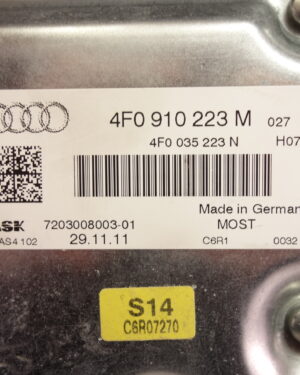 4F0 910 223 M 027
4F0 035 223 N H07
ASK 7203008003-01 Made in German
AS4 102 29.11.11 MOST
C6R1 0032
S14
C6R07270